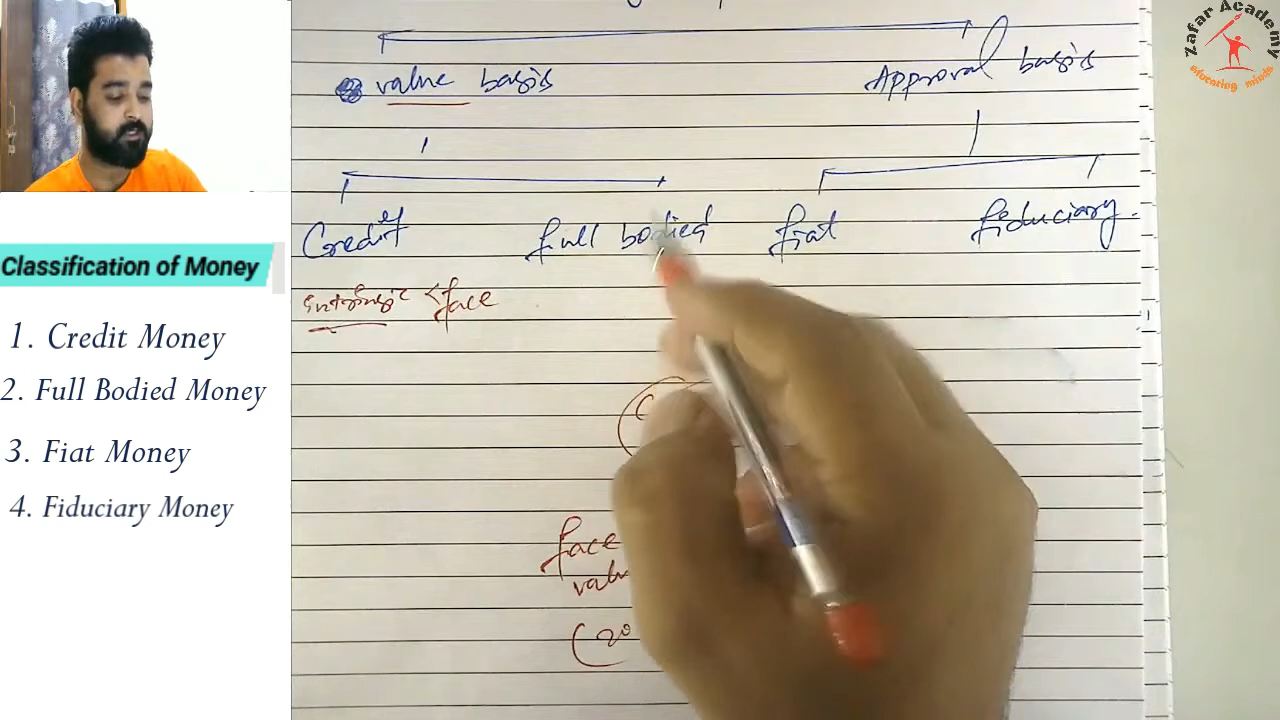 Zafar Academy
educating minds
value basis
Approval basis
Credit
full bodied
fiat
fiduciary.
intrinsic < face
Classification of Money
1. Credit Money
2. Full Bodied Money
3. Fiat Money
4. Fiduciary Money
face
(20